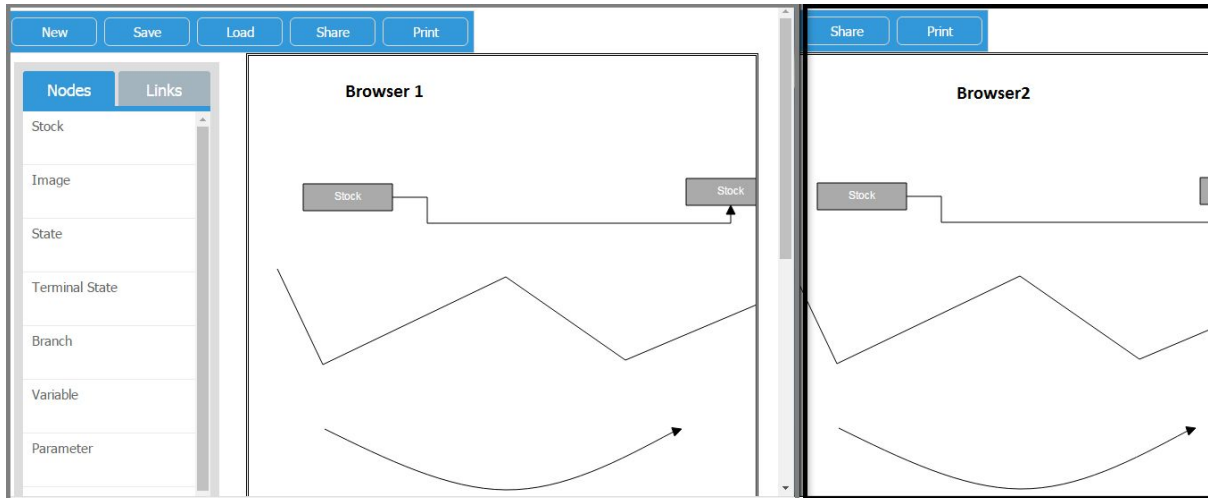 New Save Load Share Print
Nodes Links
Stock
Image
State
Terminal State
Branch
Variable
Parameter
Browser 1
Stock Stock
Share Print
Browser2
Stock